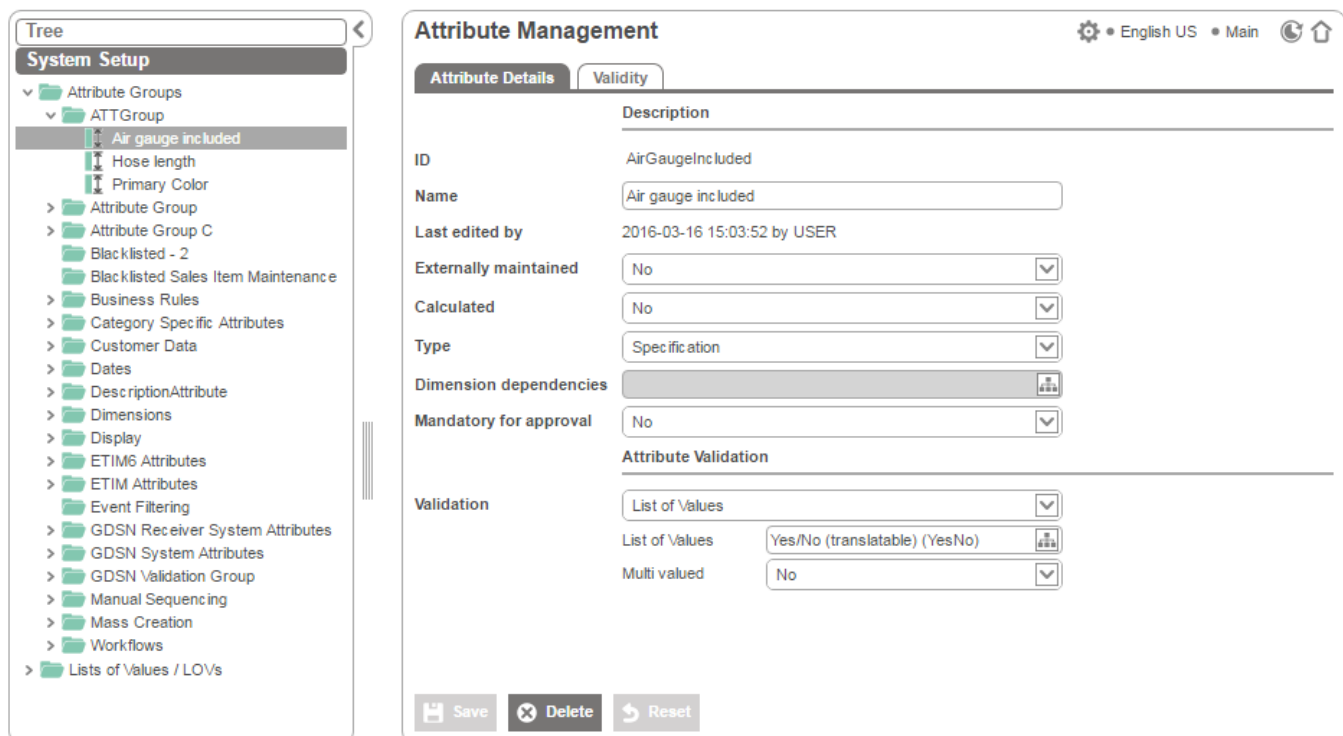 Tree
System Setup
Attribute Groups
ATTGroup
Air gauge included
Hose length
Primary Color
Attribute Group
Attribute Group C
Blacklisted - 2
Blacklisted Sales Item Maintenance
Business Rules
Category Specific Attributes
Customer Data
Dates
DescriptionAttribute
Dimensions
Display
ETIM6 Attributes
ETIM Attributes
Event Filtering
GDSN Receiver System Attributes
GDSN System Attributes
GDSN Validation Group
Manual Sequencing
Mass Creation
Workflows
Lists of Values / LOVs
Attribute Management
English US • Main
Attribute Details Validity
Description
ID AirGaugeIncluded
Name Air gauge included
Last edited by 2016-03-16 15:03:52 by USER
Externally maintained No
Calculated No
Type Specification
Dimension dependencies
Mandatory for approval No
Attribute Validation
Validation List of Values
List of Values Yes/No (translatable) (YesNo)
Multi valued No
Save Delete Reset